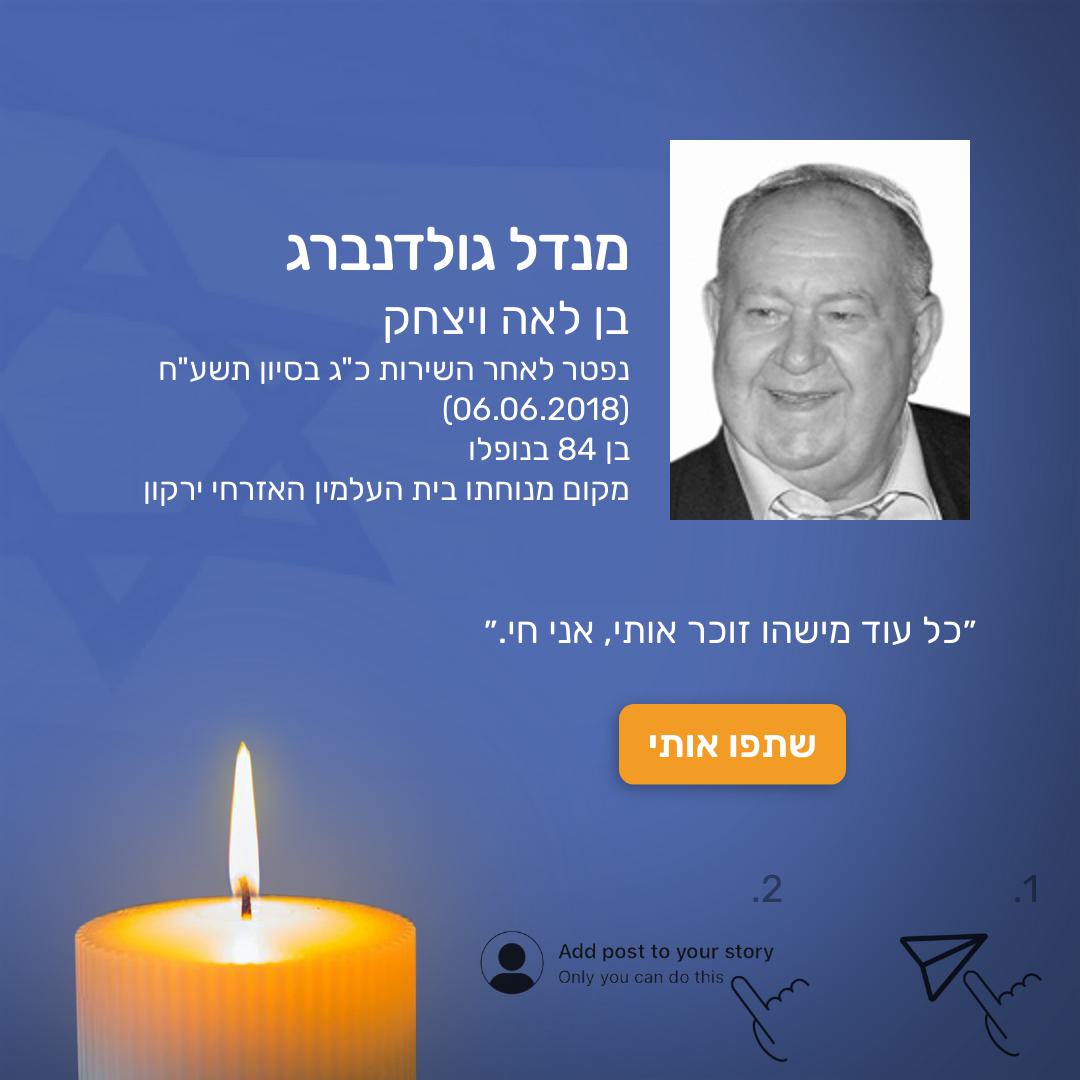 מנדל גולדנברג
בן לאה ויצחק
נפטר לאחר השירות כ"ג בסיון תשע"ח
(06.06.2018)
בן 84 בנופלו
מקום מנוחתו בית העלמין האזרחי ירקון
״כל עוד מישהו זוכר אותי, אני חי.״
שתפו אותי
1.
2.
Add post to your story
Only you can do this